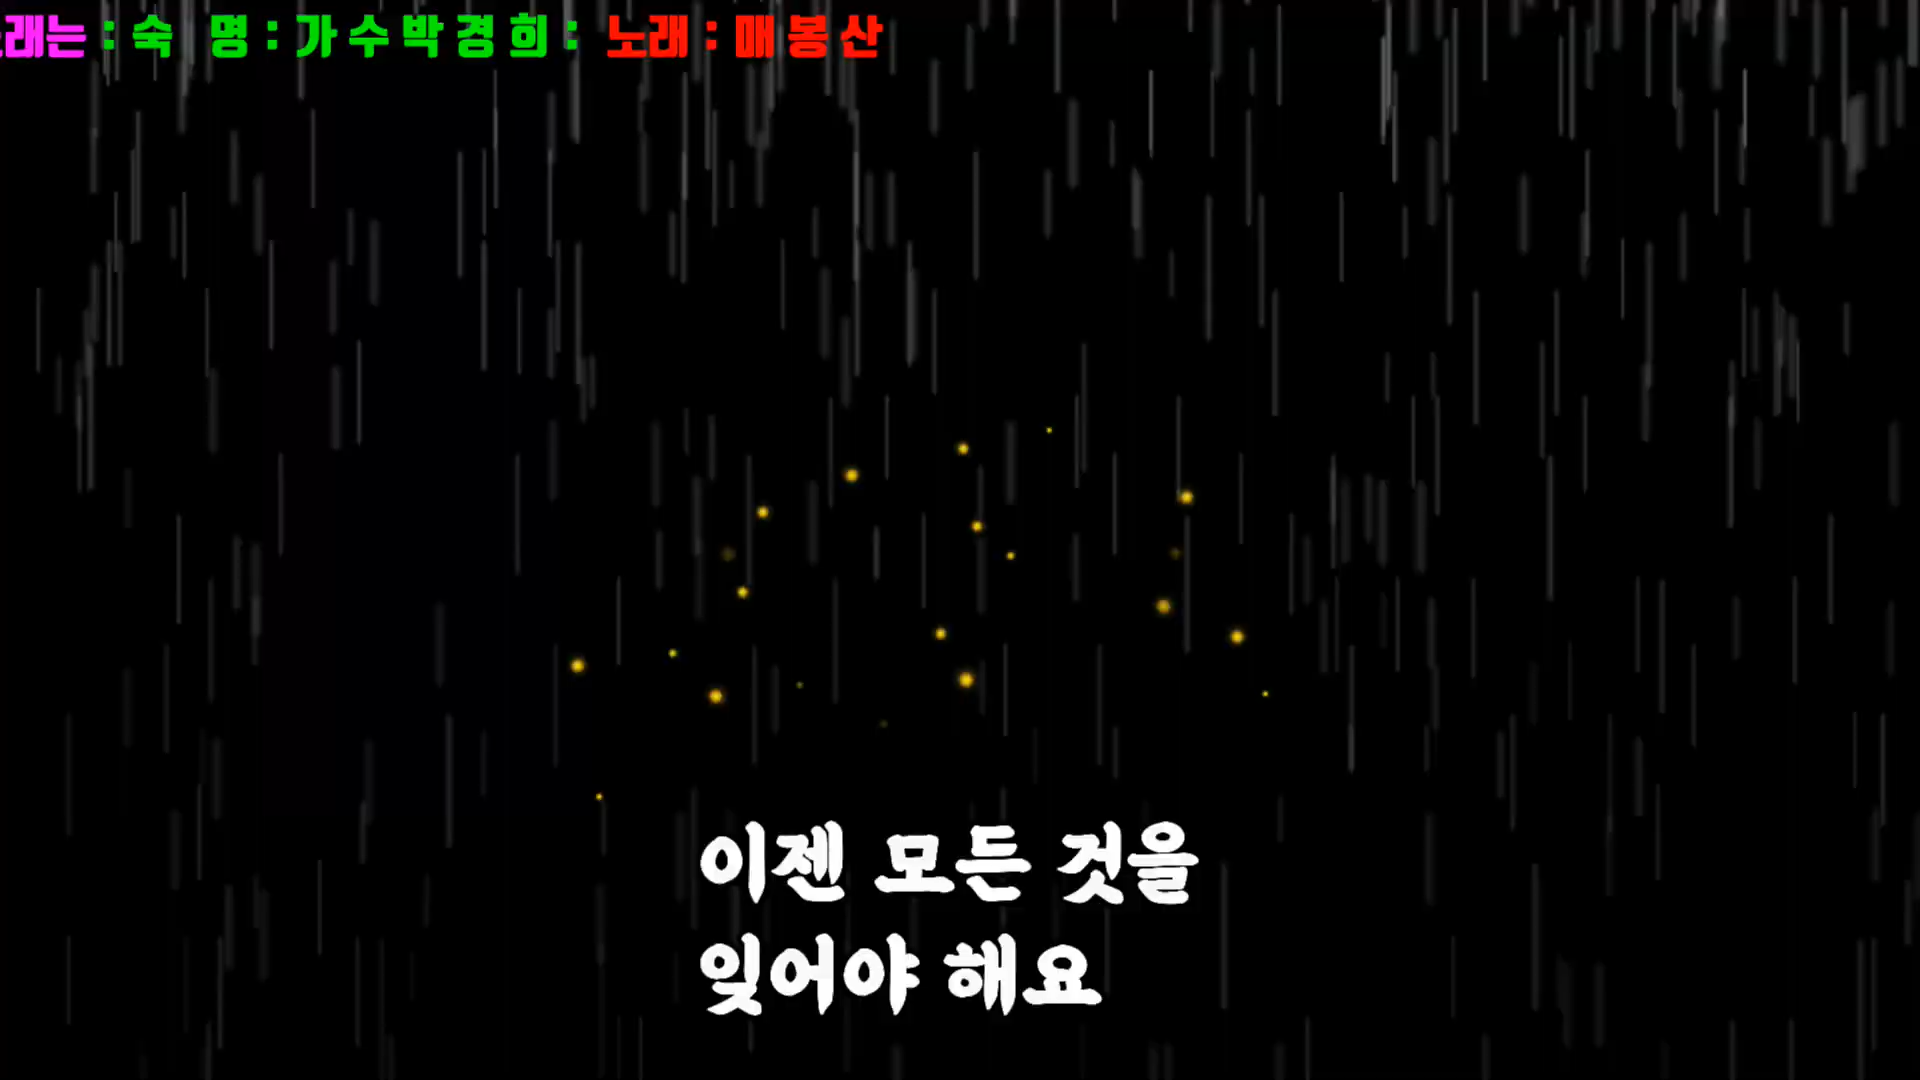 래는 : 숙 명 : 가 수 박 경 희 : 노래 : 매 봉 산
이젠 모든 것을
잊어야 해요